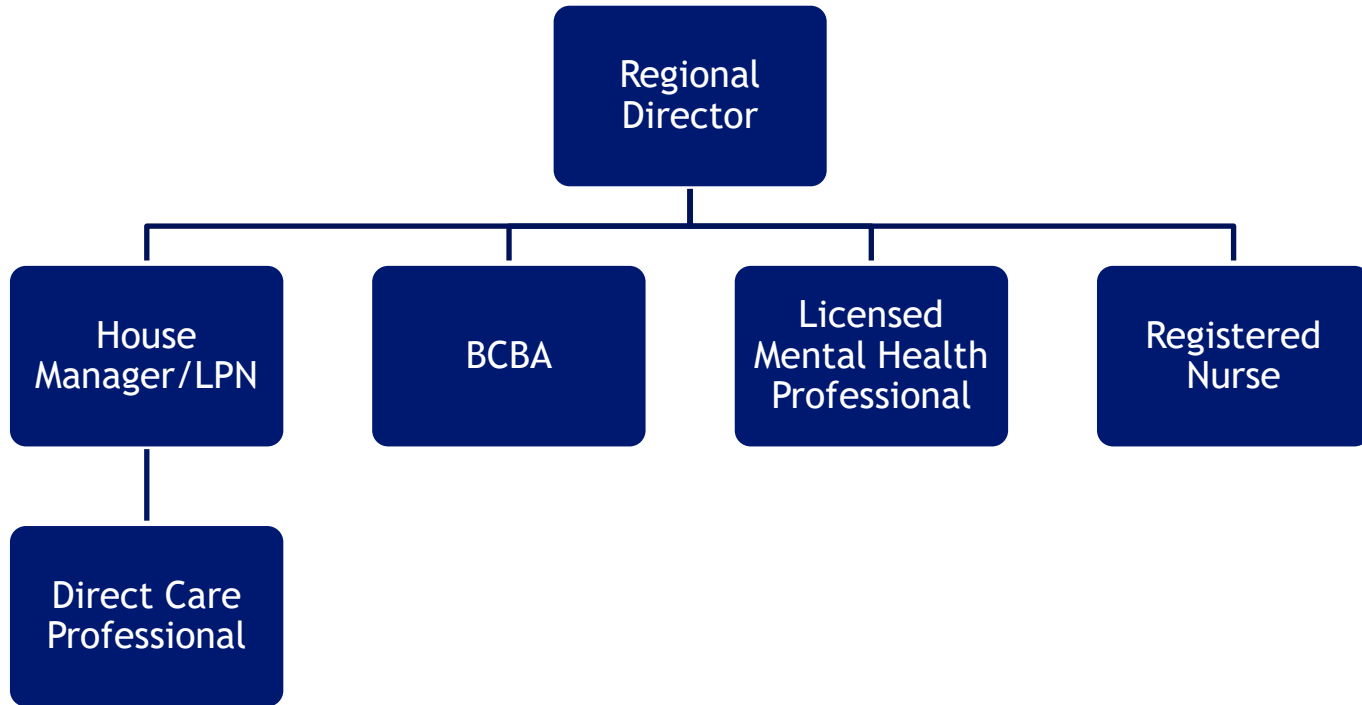 Regional
Director
House
Manager/LPN
BCBA
Licensed
Mental Health
Professional
Registered
Nurse
Direct Care
Professional